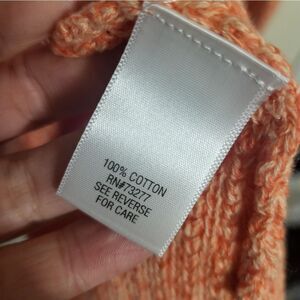 100% COTTON
RN#73277
SEE REVERSE
FOR CARE